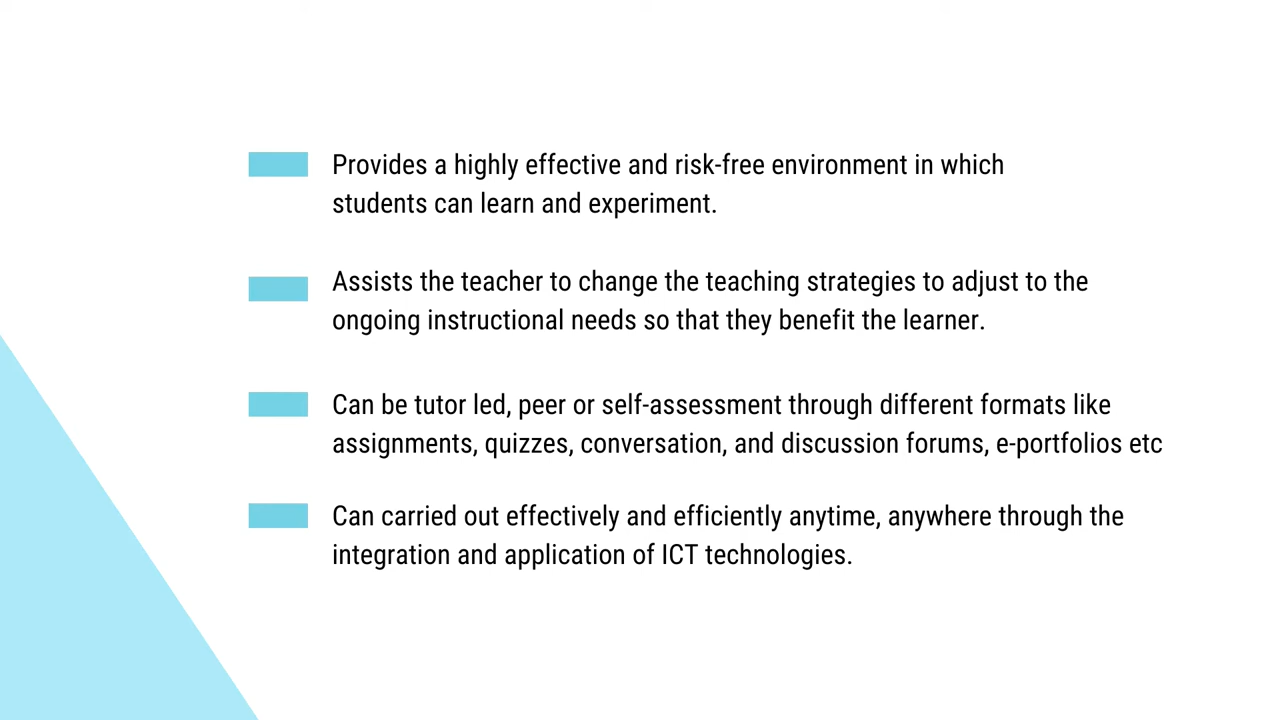 Provides a highly effective and risk-free environment in which
students can learn and experiment.
Assists the teacher to change the teaching strategies to adjust to the
ongoing instructional needs so that they benefit the learner.
Can be tutor led, peer or self-assessment through different formats like
assignments, quizzes, conversation, and discussion forums, e-portfolios etc
Can carried out effectively and efficiently anytime, anywhere through the
integration and application of ICT technologies.